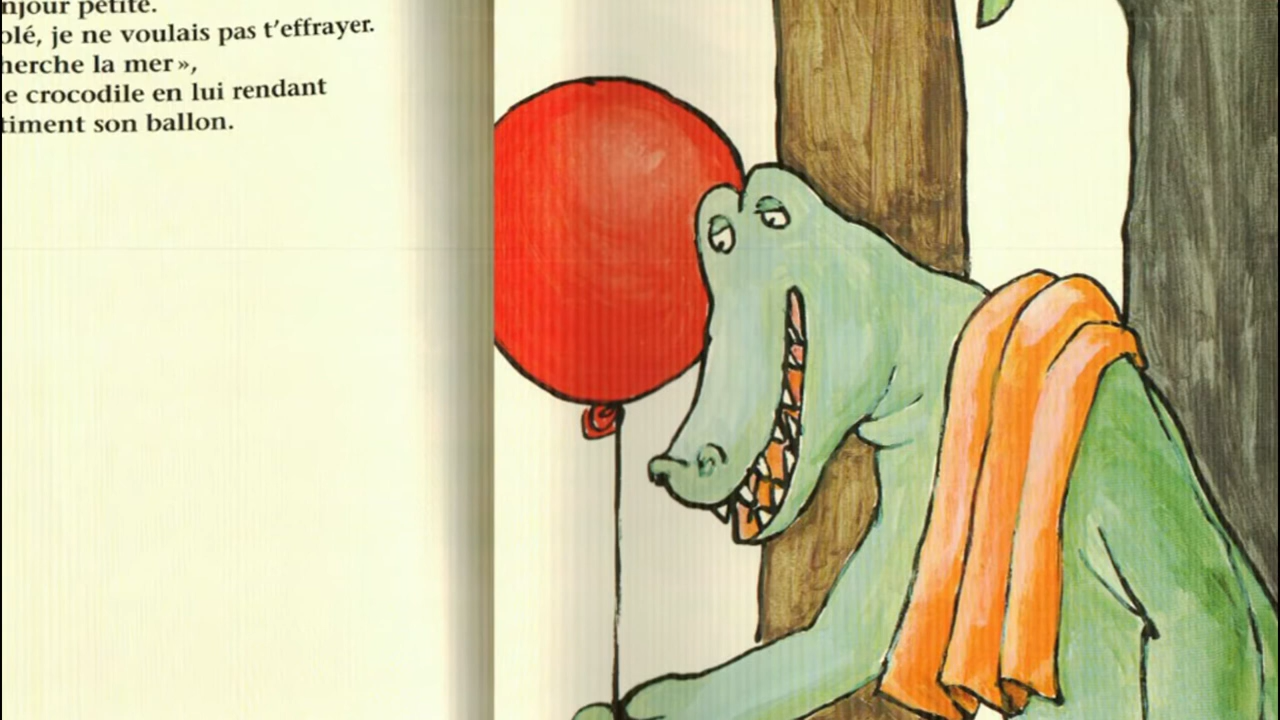 njour petite.
olé, je ne voulais pas t'effrayer.
herche la mer »,
e crocodile en lui rendant
timent son ballon.